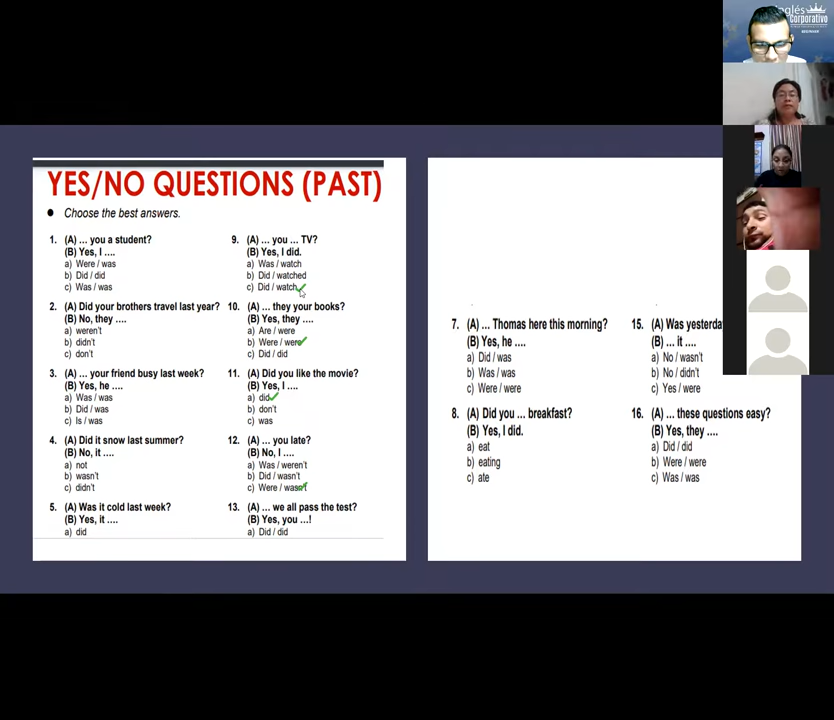 Inglés
Corporativo
BEGINNER
YES/NO QUESTIONS (PAST)
● Choose the best answers.
1. (A) ... you a student?
(B) Yes, I ....
a) Were / was
b) Did / did
c) Was / was
2. (A) Did your brothers travel last year?
(B) No, they ....
a) weren't
b) didn't
c) don't
3. (A) ... your friend busy last week?
(B) Yes, he ....
a) Was / was
b) Did / was
c) Is / was
4. (A) Did it snow last summer?
(B) No, it ....
a) not
b) wasn't
c) didn't
5. (A) Was it cold last week?
(B) Yes, it ....
a) did
9. (A) ... you ... TV?
(B) Yes, I did.
a) Was / watch
b) Did / watched
c) Did / watch
10. (A) ... they your books?
(B) Yes, they ....
a) Are / were
b) Were / were
c) Did / did
11. (A) Did you like the movie?
(B) Yes, I ....
a) did
b) don't
c) was
12. (A) ... you late?
(B) No, I ....
a) Was / weren't
b) Did / wasn't
c) Were / wasn't
13. (A) ... we all pass the test?
(B) Yes, you ...!
a) Did / did
7. (A) ... Thomas here this morning?
(B) Yes, he ....
a) Did / was
b) Was / was
c) Were / were
8. (A) Did you ... breakfast?
(B) Yes, I did.
a) eat
b) eating
c) ate
15. (A) Was yesterda
(B) ... it ....
a) No / wasn't
b) No / didn't
c) Yes / were
16. (A) ... these questions easy?
(B) Yes, they ....
a) Did / did
b) Were / were
c) Was / was